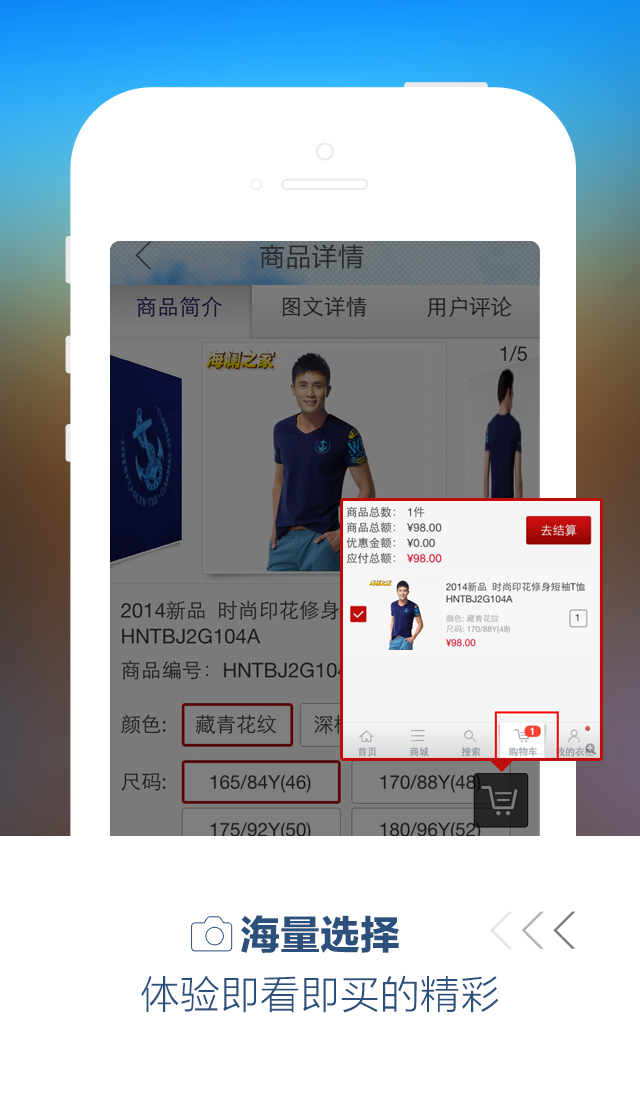 商品详情
商品简介
图文详情
用户评论
海澜之家
1/5
2014新品 时尚印花修身
HNTBJ2G104A
商品编号: HNTBJ2G104
颜色:
藏青花纹
尺码:
165/84Y(46)
170/88Y(48)
175/92Y(50)
180/96Y(52)
商品总数: 1件
商品总额: ¥98.00
优惠金额: ¥0.00
应付总额: ¥98.00
去结算
海澜之家
2014新品 时尚印花修身短袖T恤
HNTBJ2G104A
颜色: 藏青花纹
尺码: 170/88Y(48)
¥98.00
1
首页
商城
搜索
购物车
1
我的衣柜
海量选择
体验即看即买的精彩